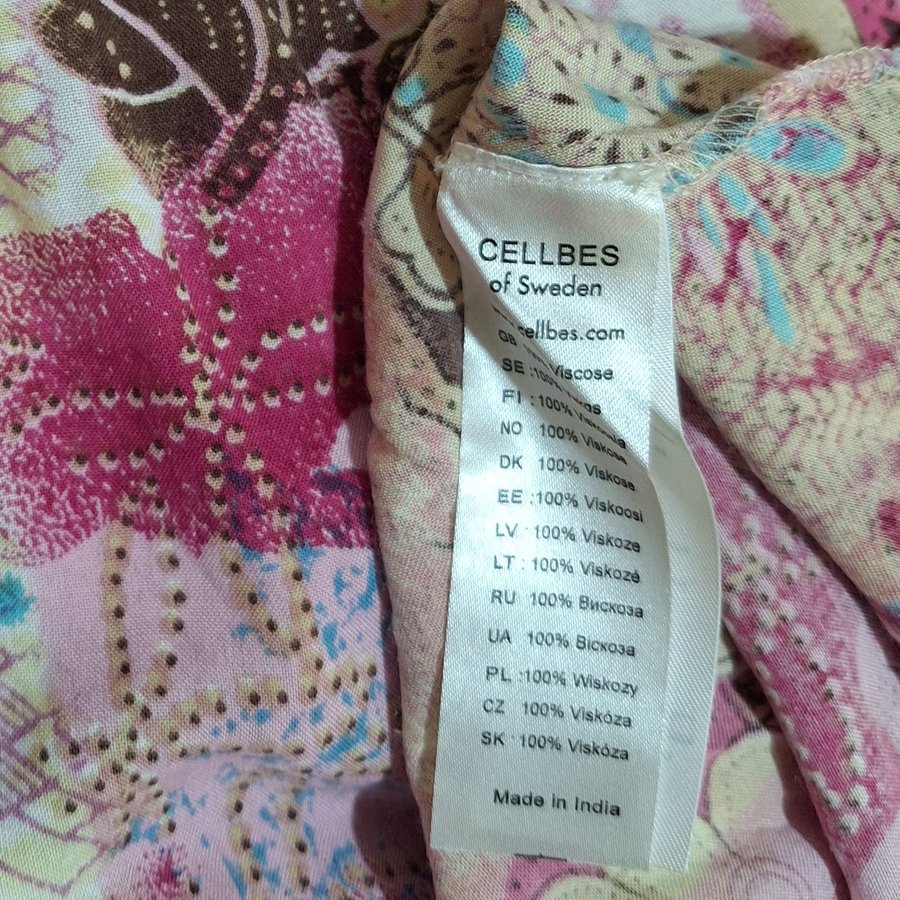 CELLBES
of Sweden
cellbes.com
GB Viscose
SE :100%
FI :100%
NO 100% Viskose
DK 100% Viskose
EE :100% Viskoosi
LV : 100% Viskoze
LT : 100% Viskozė
RU 100% Вискоза
UA 100% Віскоза
PL :100% Wiskozy
CZ 100% Viskóza
SK 100% Viskóza
Made in India